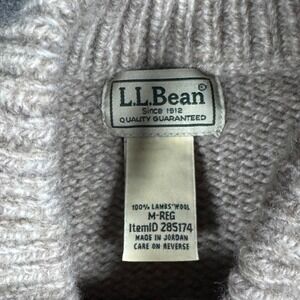 L.L.Bean®
Since 1912
QUALITY GUARANTEED
100% LAMBS' WOOL
M-REG
ItemID 285174
MADE IN JORDAN
CARE ON REVERSE